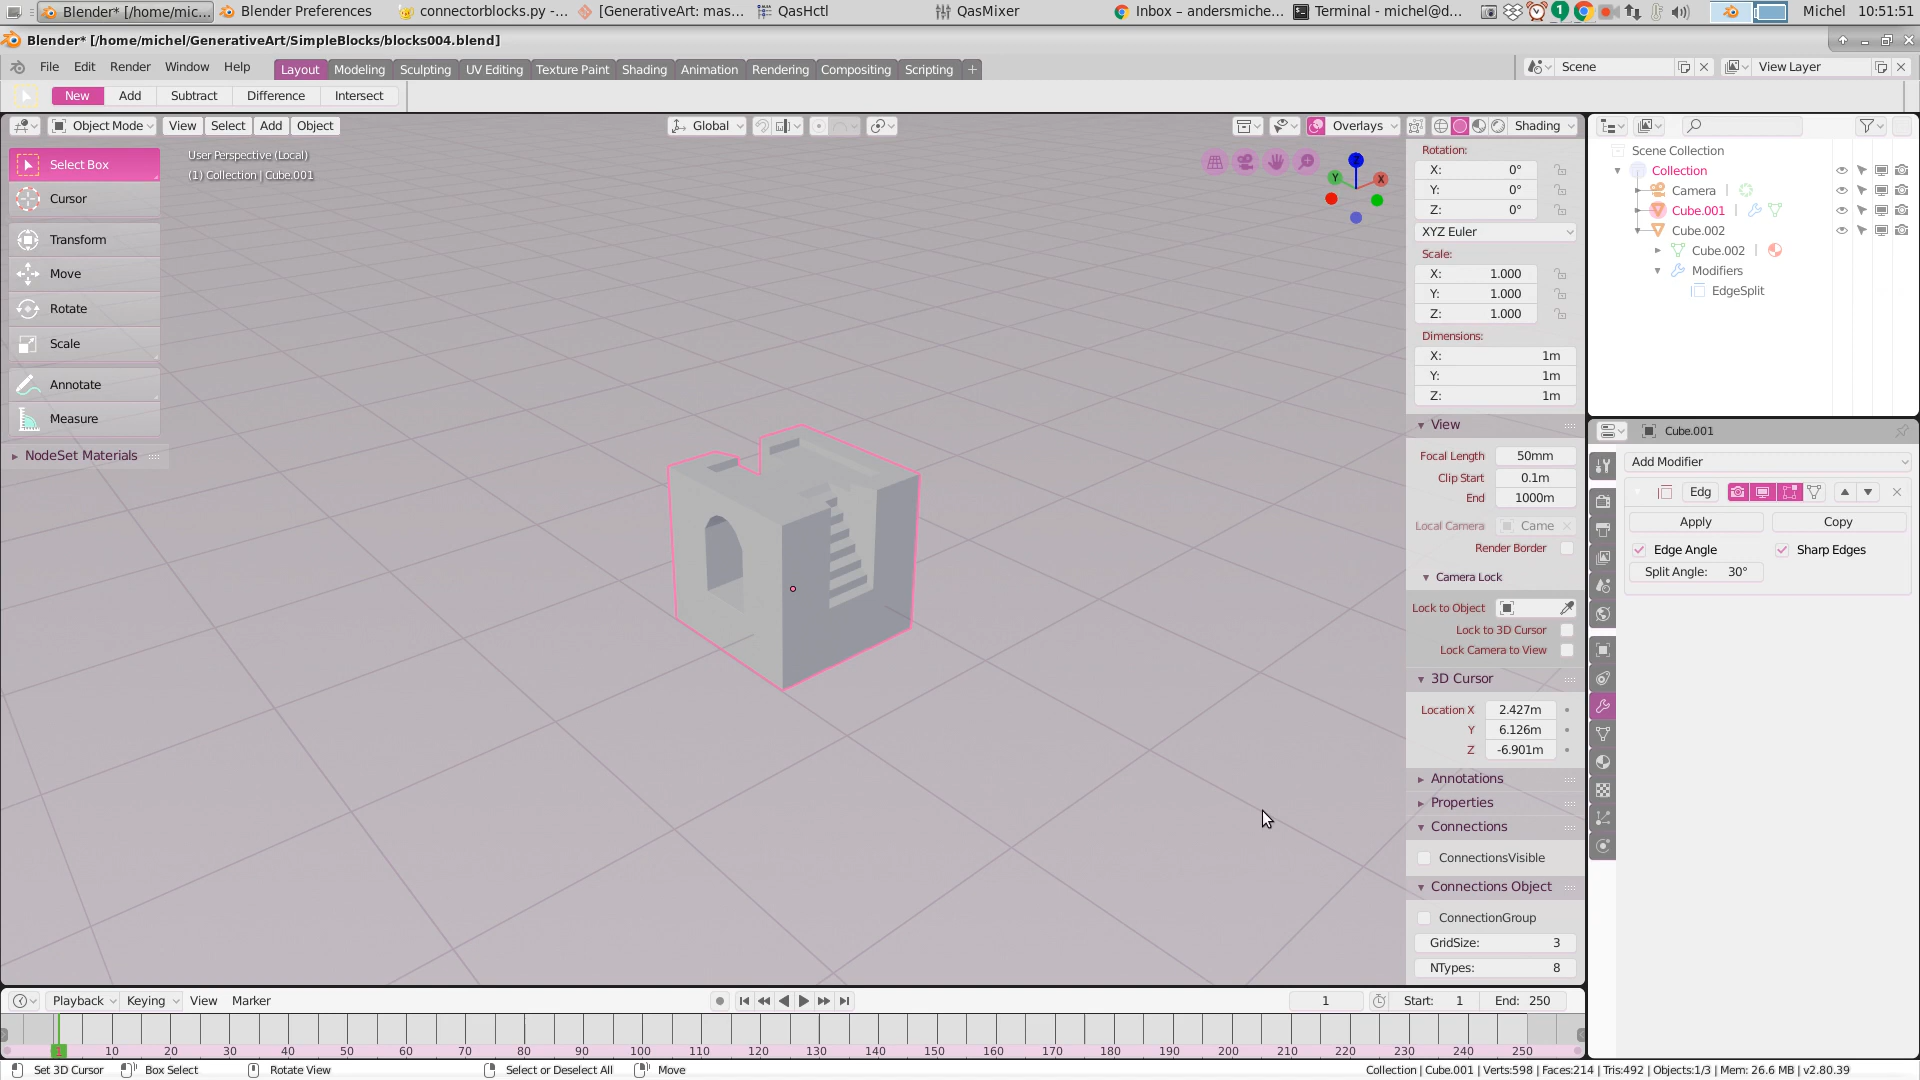 Blender* [/home/mic... Blender Preferences connectorblocks.py -... [GenerativeArt: mas... QasHctl QasMixer Inbox – andersmiche... Terminal - michel@d... Michel 10:51:51
Blender* [/home/michel/GenerativeArt/SimpleBlocks/blocks004.blend]
File Edit Render Window Help Layout Modeling Sculpting UV Editing Texture Paint Shading Animation Rendering Compositing Scripting + Scene View Layer
New Add Subtract Difference Intersect
Object Mode View Select Add Object Global Overlays Shading
Select Box
Cursor
Transform
Move
Rotate
Scale
Annotate
Measure
NodeSet Materials
User Perspective (Local)
(1) Collection | Cube.001
Z
Y X
Rotation:
X: 0°
Y: 0°
Z: 0°
XYZ Euler
Scale:
X: 1.000
Y: 1.000
Z: 1.000
Dimensions:
X: 1m
Y: 1m
Z: 1m
View
Focal Length 50mm
Clip Start 0.1m
End 1000m
Local Camera Came
Render Border
Camera Lock
Lock to Object
Lock to 3D Cursor
Lock Camera to View
3D Cursor
Location X 2.427m
Y 6.126m
Z -6.901m
Annotations
Properties
Connections
ConnectionsVisible
Connections Object
ConnectionGroup
GridSize: 3
NTypes: 8
Scene Collection
Collection
Camera
Cube.001
Cube.002
Cube.002
Modifiers
EdgeSplit
Cube.001
Add Modifier
Edg
Apply Copy
Edge Angle Sharp Edges
Split Angle: 30°
Playback Keying View Marker 1 Start: 1 End: 250
1 10 20 30 40 50 60 70 80 90 100 110 120 130 140 150 160 170 180 190 200 210 220 230 240 250
Set 3D Cursor Box Select Rotate View Select or Deselect All Move Collection | Cube.001 | Verts:598 | Faces:214 | Tris:492 | Objects:1/3 | Mem: 26.6 MB | v2.80.39